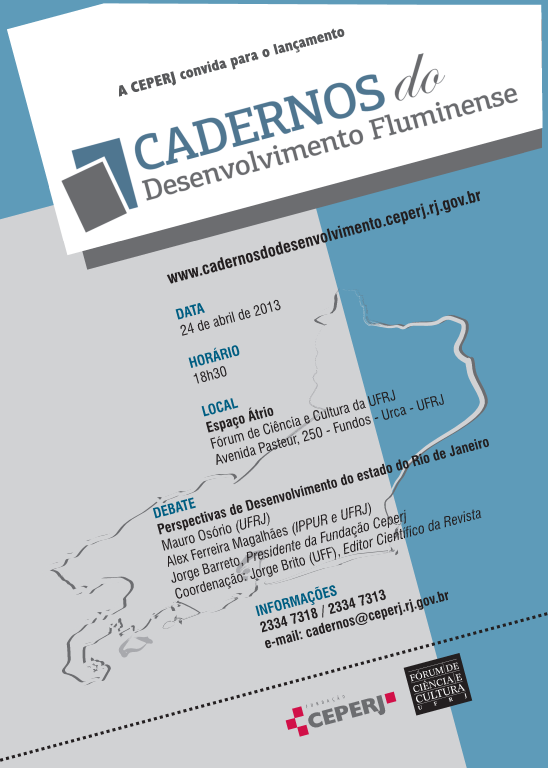 A CEPERJ convida para o lançamento
CADERNOS do
Desenvolvimento Fluminense
www.cadernosdodesenvolvimento.ceperj.rj.gov.br
DATA
24 de abril de 2013
HORÁRIO
18h30
LOCAL
Espaço Átrio
Fórum de Ciência e Cultura da UFRJ
Avenida Pasteur, 250 - Fundos - Urca - UFRJ
DEBATE
Perspectivas de Desenvolvimento do estado do Rio de Janeiro
Mauro Osório (UFRJ)
Alex Ferreira Magalhães (IPPUR e UFRJ)
Jorge Barreto, Presidente da Fundação Ceperj
Coordenação: Jorge Brito (UFF), Editor Científico da Revista
INFORMAÇÕES
2334 7318 / 2334 7313
e-mail: cadernos@ceperj.rj.gov.br
FUNDAÇÃO
CEPERJ
FÓRUM DE
CIÊNCIA E
CULTURA
UFRJ